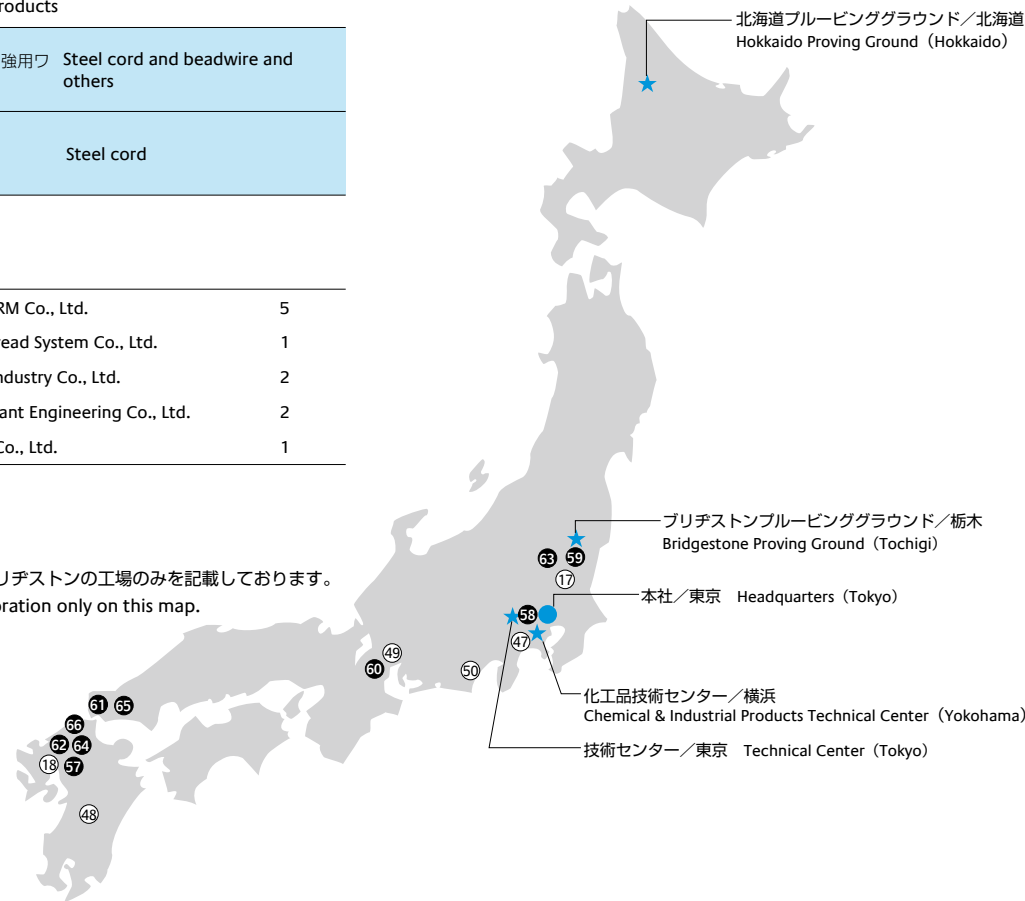 roducts
強用ワ Steel cord and beadwire and
others
Steel cord
RM Co., Ltd. 5
read System Co., Ltd. 1
ndustry Co., Ltd. 2
ant Engineering Co., Ltd. 2
Co., Ltd. 1
リヂストンの工場のみを記載しております。
oration only on this map.
北海道プルービンググラウンド／北海道
Hokkaido Proving Ground（Hokkaido）
ブリヂストンプルービンググラウンド／栃木
Bridgestone Proving Ground（Tochigi）
63 59
17
本社／東京 Headquarters（Tokyo）
58
47
49
60
50
化工品技術センター／横浜
Chemical & Industrial Products Technical Center（Yokohama）
技術センター／東京 Technical Center（Tokyo）
61 65
66
62 64
18 57
48